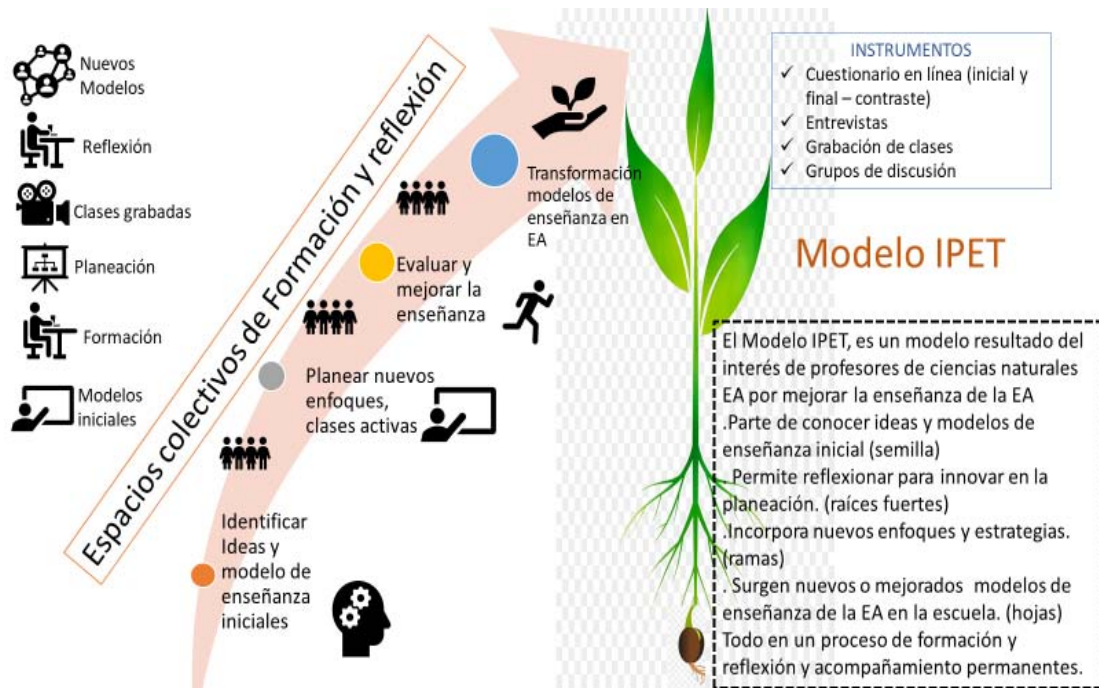 Nuevos
Modelos
Reflexión
Clases grabadas
Planeación
Formación
Modelos
iniciales
Espacios colectivos de Formación y reflexión
Transformación
modelos de
enseñanza en
EA
Evaluar y
mejorar la
enseñanza
Planear nuevos
enfoques,
clases activas
Identificar
Ideas y
modelo de
enseñanza
iniciales
INSTRUMENTOS
✓ Cuestionario en línea (inicial y
final – contraste)
✓ Entrevistas
✓ Grabación de clases
✓ Grupos de discusión
Modelo IPET
El Modelo IPET, es un modelo resultado del
interés de profesores de ciencias naturales
EA por mejorar la enseñanza de la EA
.Parte de conocer ideas y modelos de
enseñanza inicial (semilla)
. Permite reflexionar para innovar en la
planeación. (raíces fuertes)
.Incorpora nuevos enfoques y estrategias.
(ramas)
. Surgen nuevos o mejorados modelos de
enseñanza de la EA en la escuela. (hojas)
Todo en un proceso de formación y
reflexión y acompañamiento permanentes.